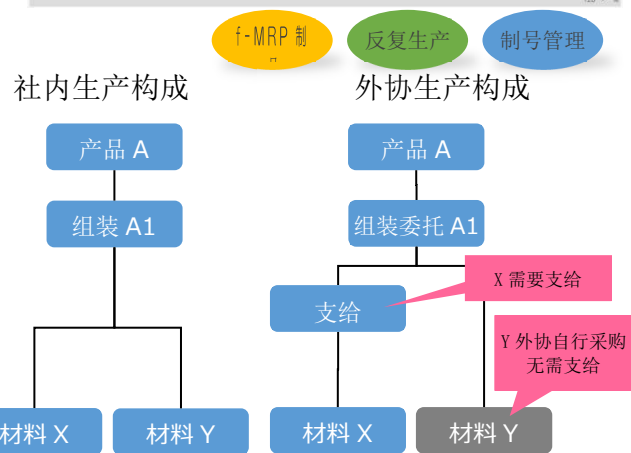 f-MRP 制
反复生产
制号管理
社内生产构成
外协生产构成
产品 A
产品 A
组装 A1
组装委托 A1
X 需要支给
支给
Y 外协自行采购
无需支给
材料 X
材料 Y
材料 X
材料 Y